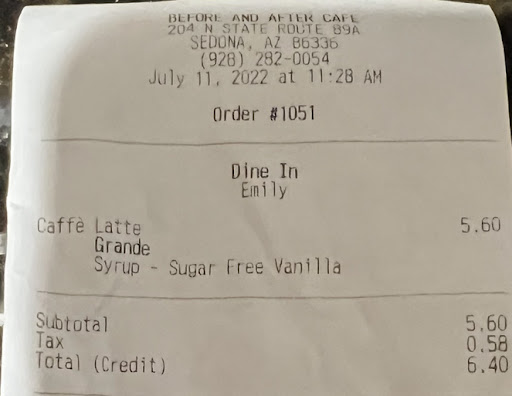 BEFORE AND AFTER CAFE
204 N STATE ROUTE 89A
SEDONA, AZ 86336
(928) 282-0054
July 11, 2022 at 11:28 AM
Order #1051
Dine In
Emily
Caffè Latte 5.60
Grande
Syrup - Sugar Free Vanilla
Subtotal 5.60
Tax 0.58
Total (Credit) 6.40